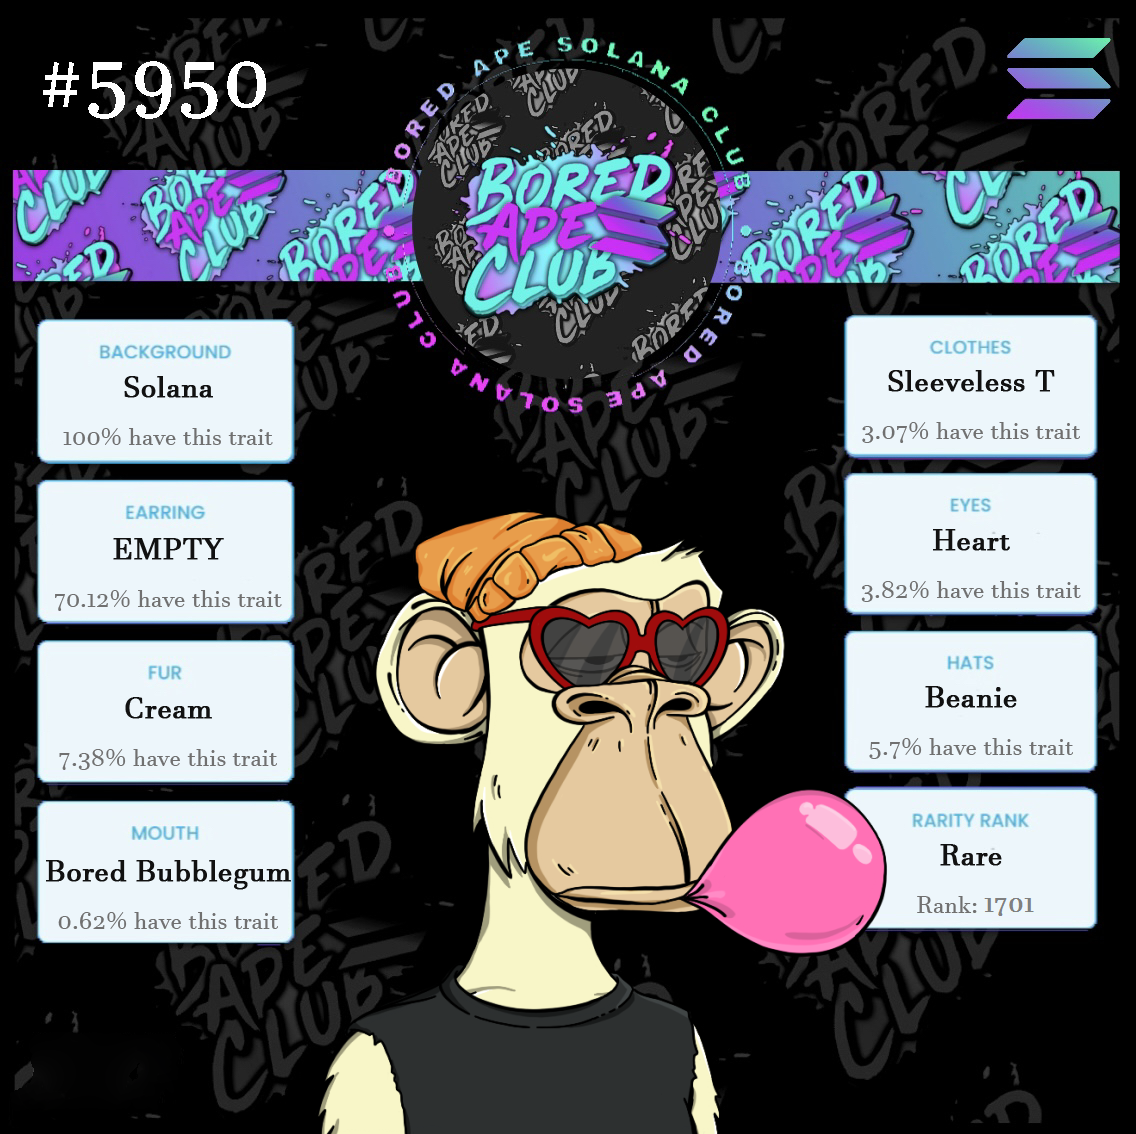 #5950
BORED APE SOLANA CLUB
BORED APE SOLANA CLUB
BORED
APE
CLUB
BACKGROUND
Solana
100% have this trait
EARRING
EMPTY
70.12% have this trait
FUR
Cream
7.38% have this trait
MOUTH
Bored Bubblegum
0.62% have this trait
CLOTHES
Sleeveless T
3.07% have this trait
EYES
Heart
3.82% have this trait
HATS
Beanie
5.7% have this trait
RARITY RANK
Rare
Rank: 1701